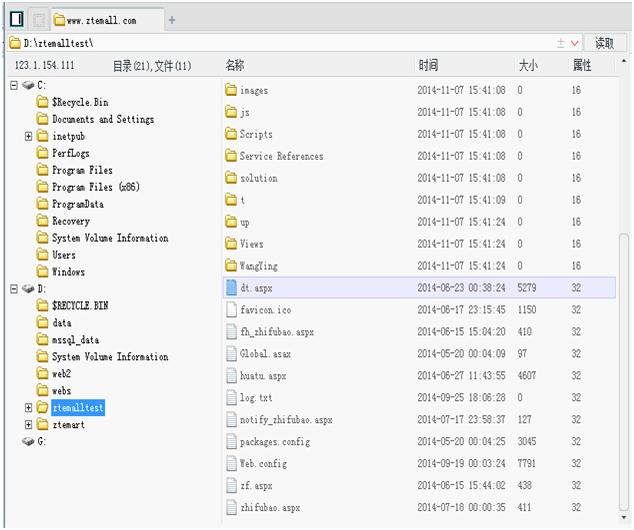 www.ztemall.com
D:\ztemalltest\
读取
123.1.154.111 目录(21),文件(11)
名称 时间 大小 属性
C:
$Recycle.Bin
Documents and Settings
inetpub
PerfLogs
Program Files
Program Files (x86)
ProgramData
Recovery
System Volume Information
Users
Windows
D:
$RECYCLE.BIN
data
mssql_data
System Volume Information
web2
webs
ztemalltest
ztemart
G:
images 2014-11-07 15:41:08 0 16
js 2014-11-07 15:41:08 0 16
Scripts 2014-11-07 15:41:08 0 16
Service References 2014-11-07 15:41:08 0 16
solution 2014-11-07 15:41:08 0 16
t 2014-11-07 15:41:09 0 16
up 2014-11-07 15:41:24 0 16
Views 2014-11-07 15:41:24 0 16
WangYing 2014-11-07 15:41:24 0 16
dt.aspx 2014-06-23 00:38:24 5279 32
favicon.ico 2014-06-17 23:15:45 1150 32
fh_zhifubao.aspx 2014-06-15 15:04:20 410 32
Global.asax 2014-05-20 00:04:09 97 32
huatu.aspx 2014-06-27 11:43:55 4607 32
log.txt 2014-09-25 18:06:28 0 32
notify_zhifubao.aspx 2014-07-17 23:58:37 127 32
packages.config 2014-05-20 00:04:25 3045 32
Web.config 2014-09-19 00:03:24 7791 32
zf.aspx 2014-06-15 15:44:02 438 32
zhifubao.aspx 2014-07-18 00:00:35 411 32